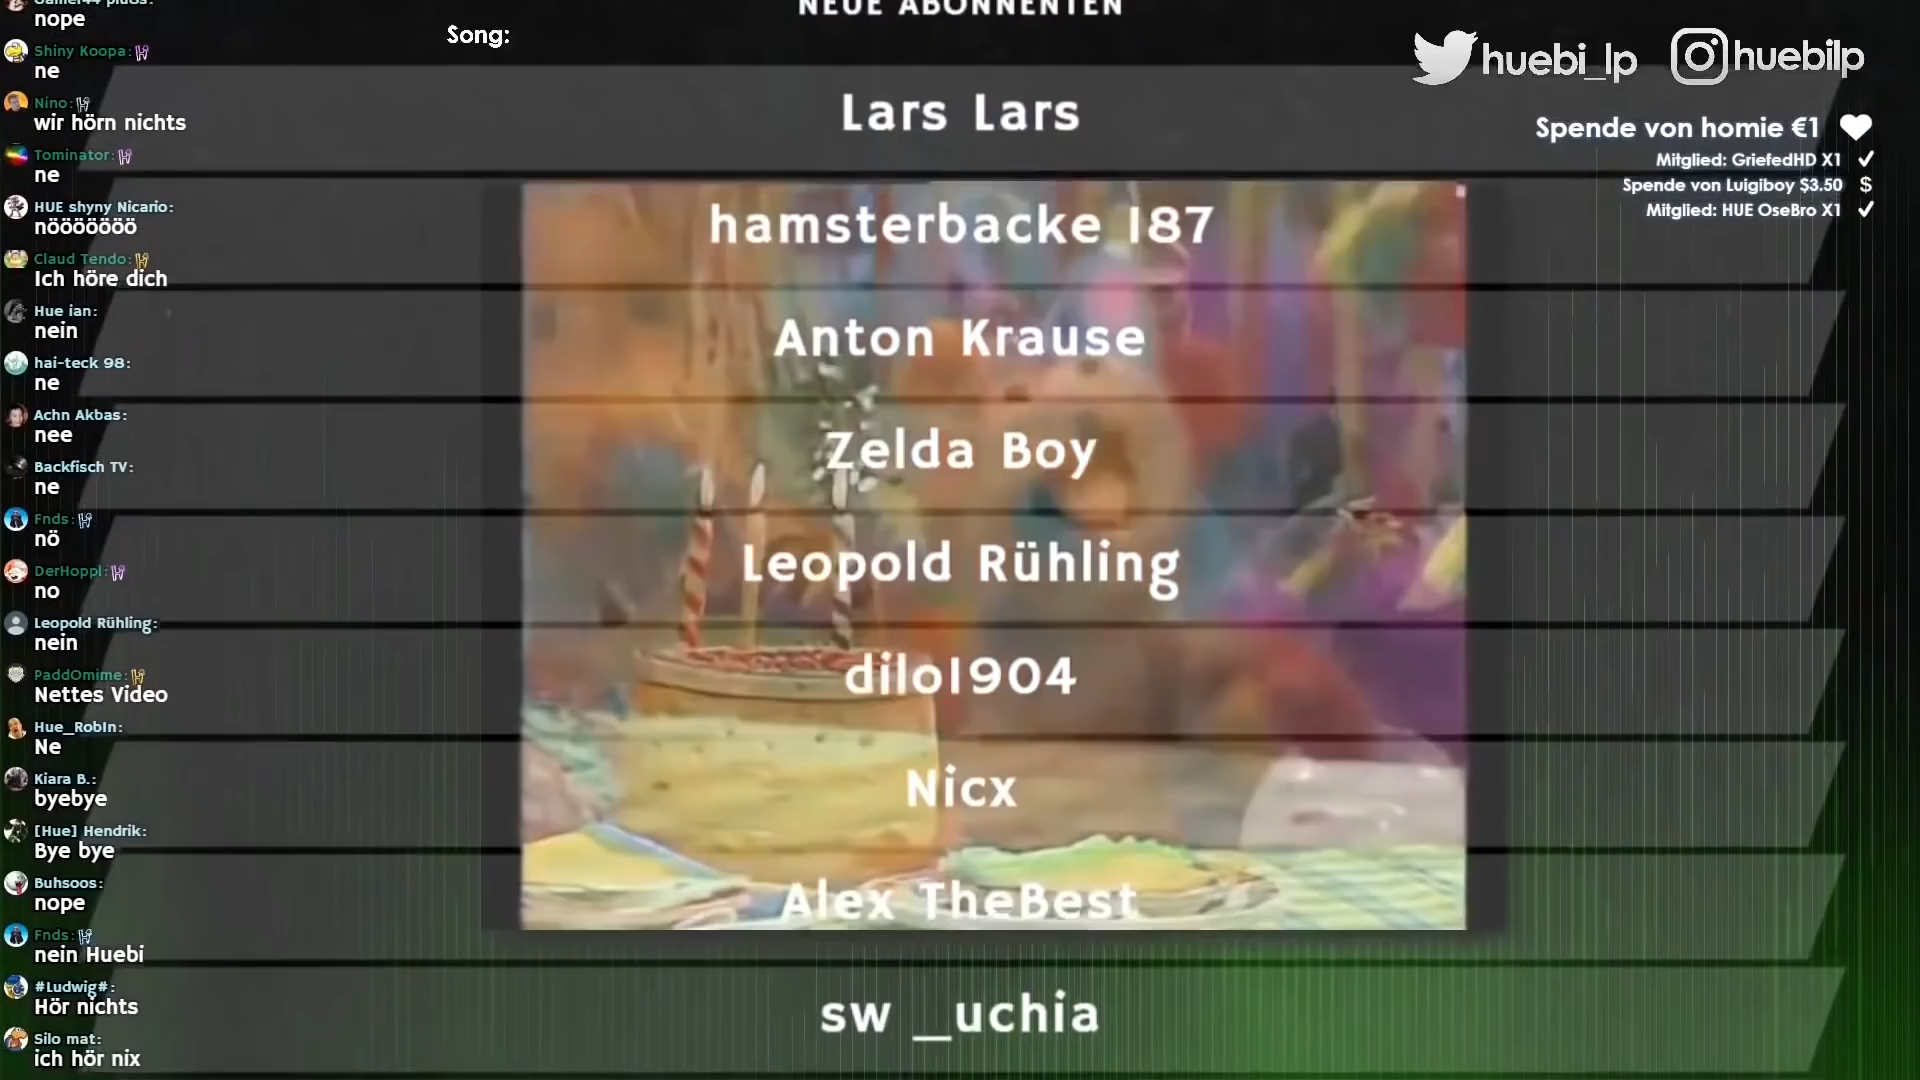 NEUE ABONNENTEN
Song:
huebi_lp
huebilp
Spende von homie €1
Mitglied: GriefedHD X1
Spende von Luigiboy $3.50
Mitglied: HUE OseBro X1
Lars Lars
hamsterbacke 187
Anton Krause
Zelda Boy
Leopold Rühling
dilo1904
Nicx
Alex TheBest
sw _uchia
nope
Shiny Koopa:
ne
Nino:
wir hörn nichts
Tominator:
ne
HUE shyny Nicario:
nööööööö
Claud Tendo:
Ich höre dich
Hue ian:
nein
hai-teck 98:
ne
Achn Akbas:
nee
Backfisch TV:
ne
Fnds:
nö
DerHoppl:
no
Leopold Rühling:
nein
PaddOmime:
Nettes Video
Hue_RobIn:
Ne
Kiara B.:
byebye
[Hue] Hendrik:
Bye bye
Buhsoos:
nope
Fnds:
nein Huebi
#Ludwig#:
Hör nichts
Silo mat:
ich hör nix